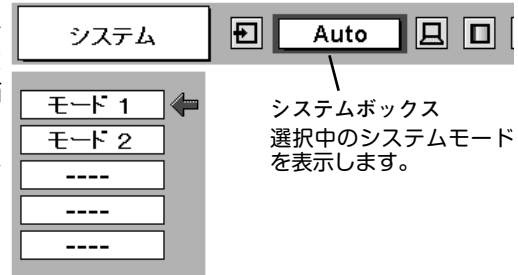 システム
Auto
モード 1
モード 2
----
----
----
システムボックス
選択中のシステムモード
を表示します。